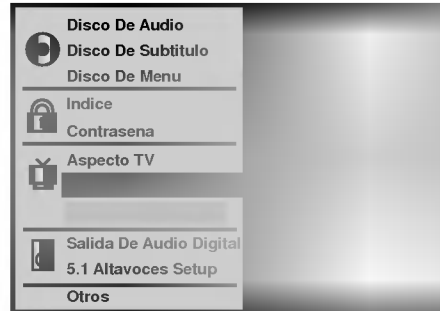 Disco De Audio
Disco De Subtitulo
Disco De Menu
Indice
Contrasena
Aspecto TV
Salida De Audio Digital
5.1 Altavoces Setup
Otros